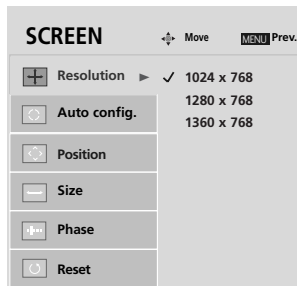 SCREEN Move MENU Prev.
Resolution ► ✓ 1024 x 768
1280 x 768
1360 x 768
Auto config.
Position
Size
Phase
Reset